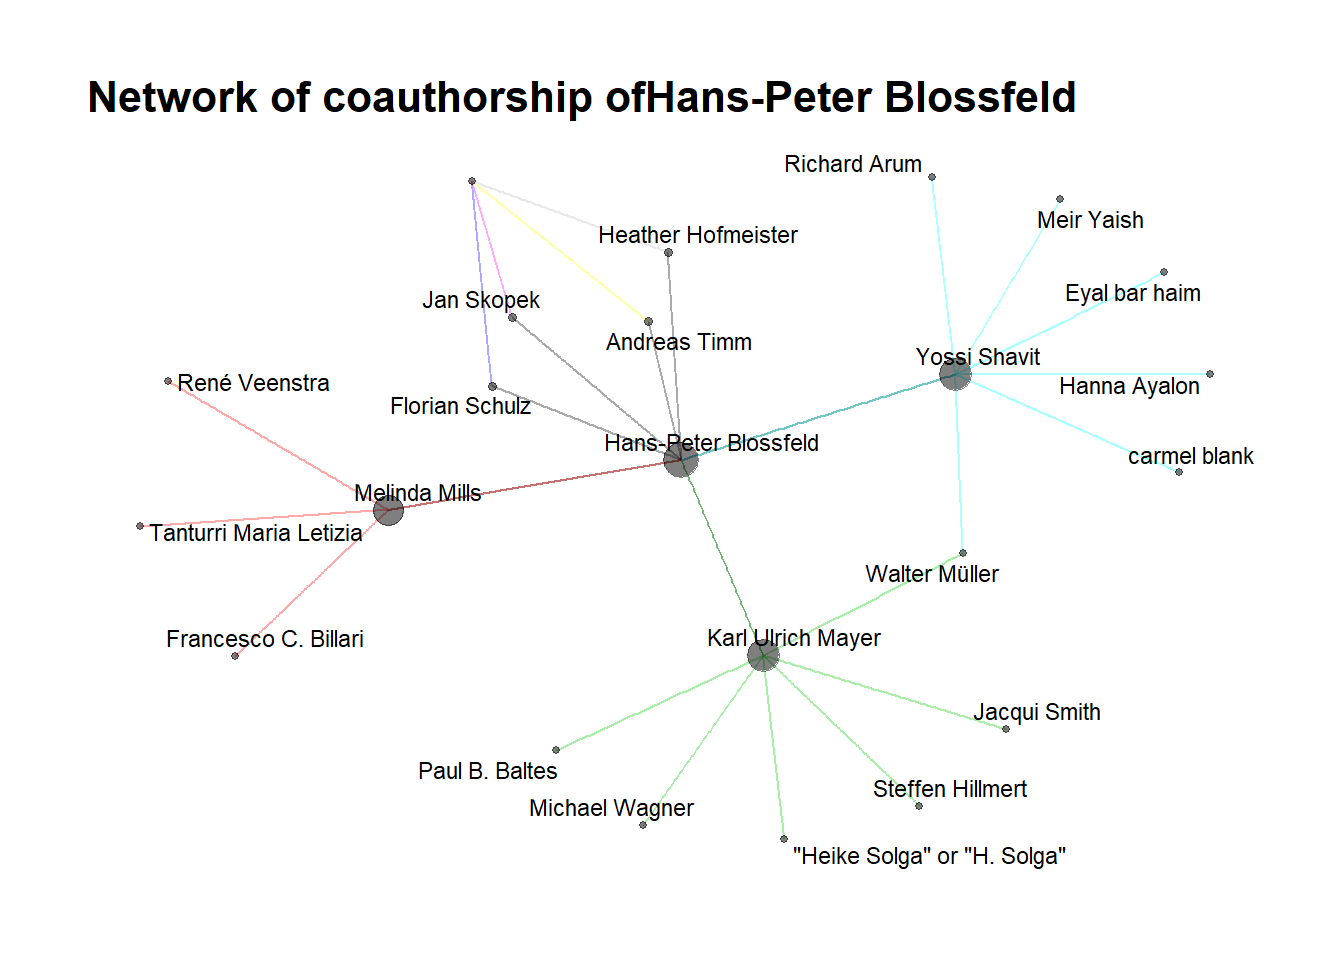 Network of coauthorship ofHans-Peter Blossfeld
Richard Arum
Meir Yaish
Heather Hofmeister
Eyal bar haim
Jan Skopek
Andreas Timm
Yossi Shavit
René Veenstra
Hanna Ayalon
Florian Schulz
Hans-Peter Blossfeld
carmel blank
Melinda Mills
Tanturri Maria Letizia
Walter Müller
Francesco C. Billari
Karl Ulrich Mayer
Jacqui Smith
Paul B. Baltes
Steffen Hillmert
Michael Wagner
"Heike Solga" or "H. Solga"